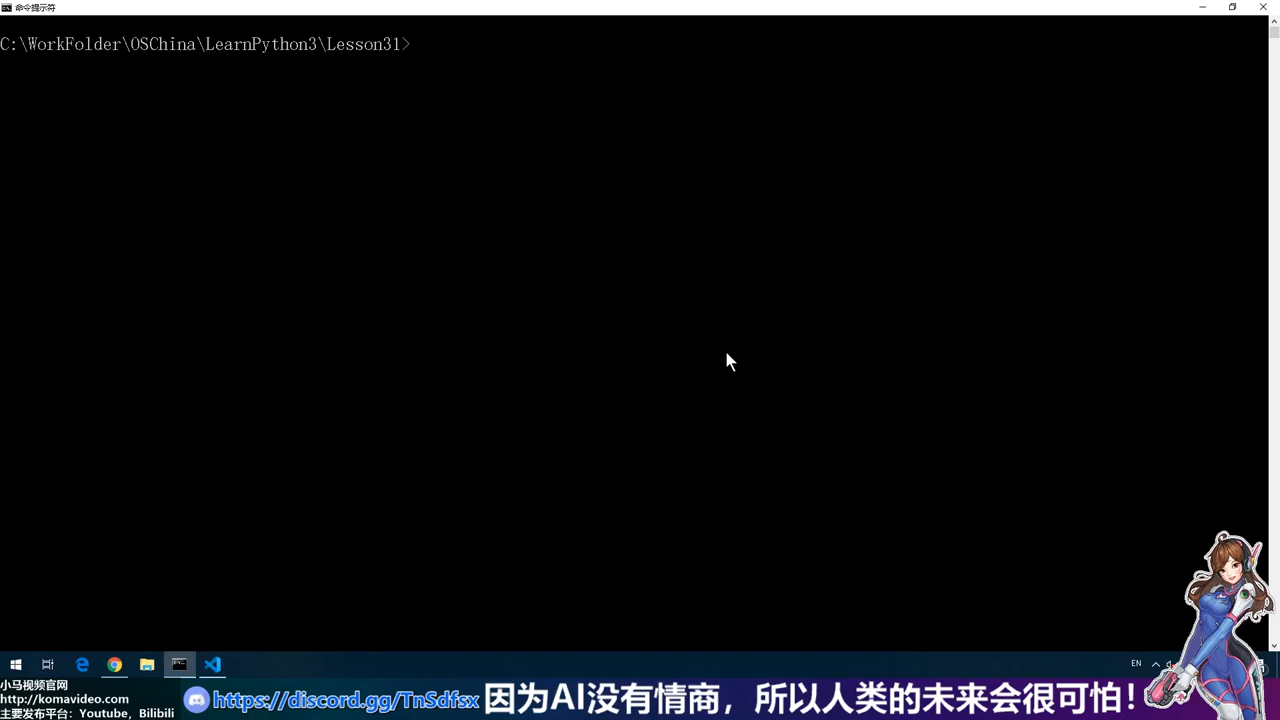 命令提示符
C:\WorkFolder\OSChina\LearnPython3\Lesson31>
EN
小马视频官网
http://komavideo.com
主要发布平台：Youtube，Bilibili
https://discord.gg/TnSdfsx
因为AI没有情商，所以人类的未来会很可怕！